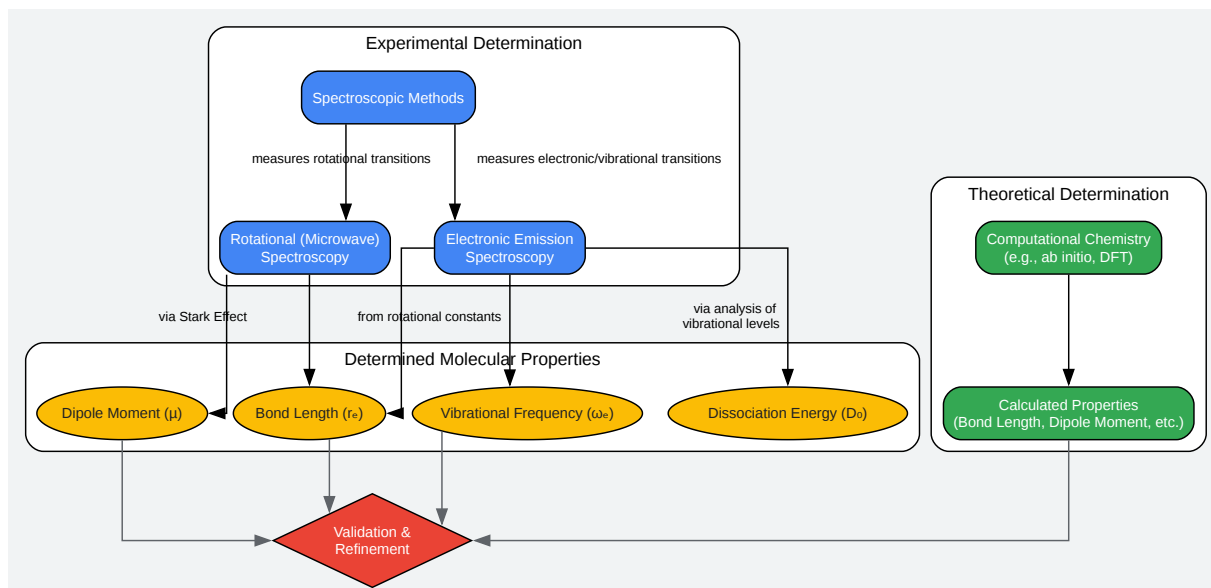 Experimental Determination
Spectroscopic Methods
measures rotational transitions
measures electronic/vibrational transitions
Theoretical Determination
Rotational (Microwave)
Spectroscopy
Electronic Emission
Spectroscopy
Computational Chemistry
(e.g., ab initio, DFT)
via Stark Effect
from rotational constants
via analysis of
vibrational levels
Determined Molecular Properties
Dipole Moment (μ)
Bond Length (rₑ)
Vibrational Frequency (ωₑ)
Dissociation Energy (D₀)
Calculated Properties
(Bond Length, Dipole Moment, etc.)
Validation &
Refinement